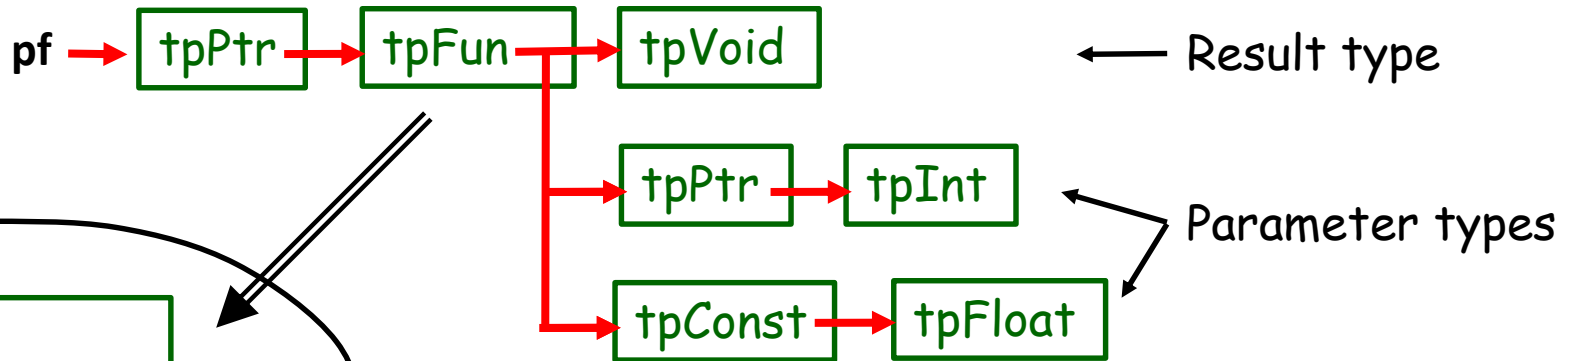 pf tpPtr tpFun tpVoid Result type
tpPtr tpInt
Parameter types
tpConst tpFloat